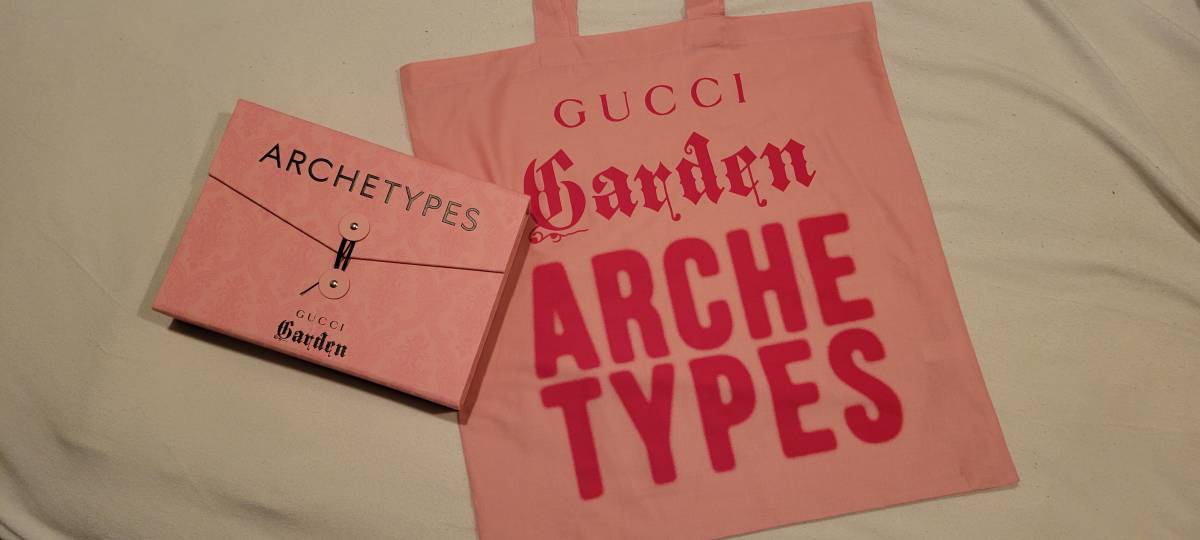 ARCHETYPES
GUCCI
Garden
GUCCI
Garden
ARCHE
TYPES